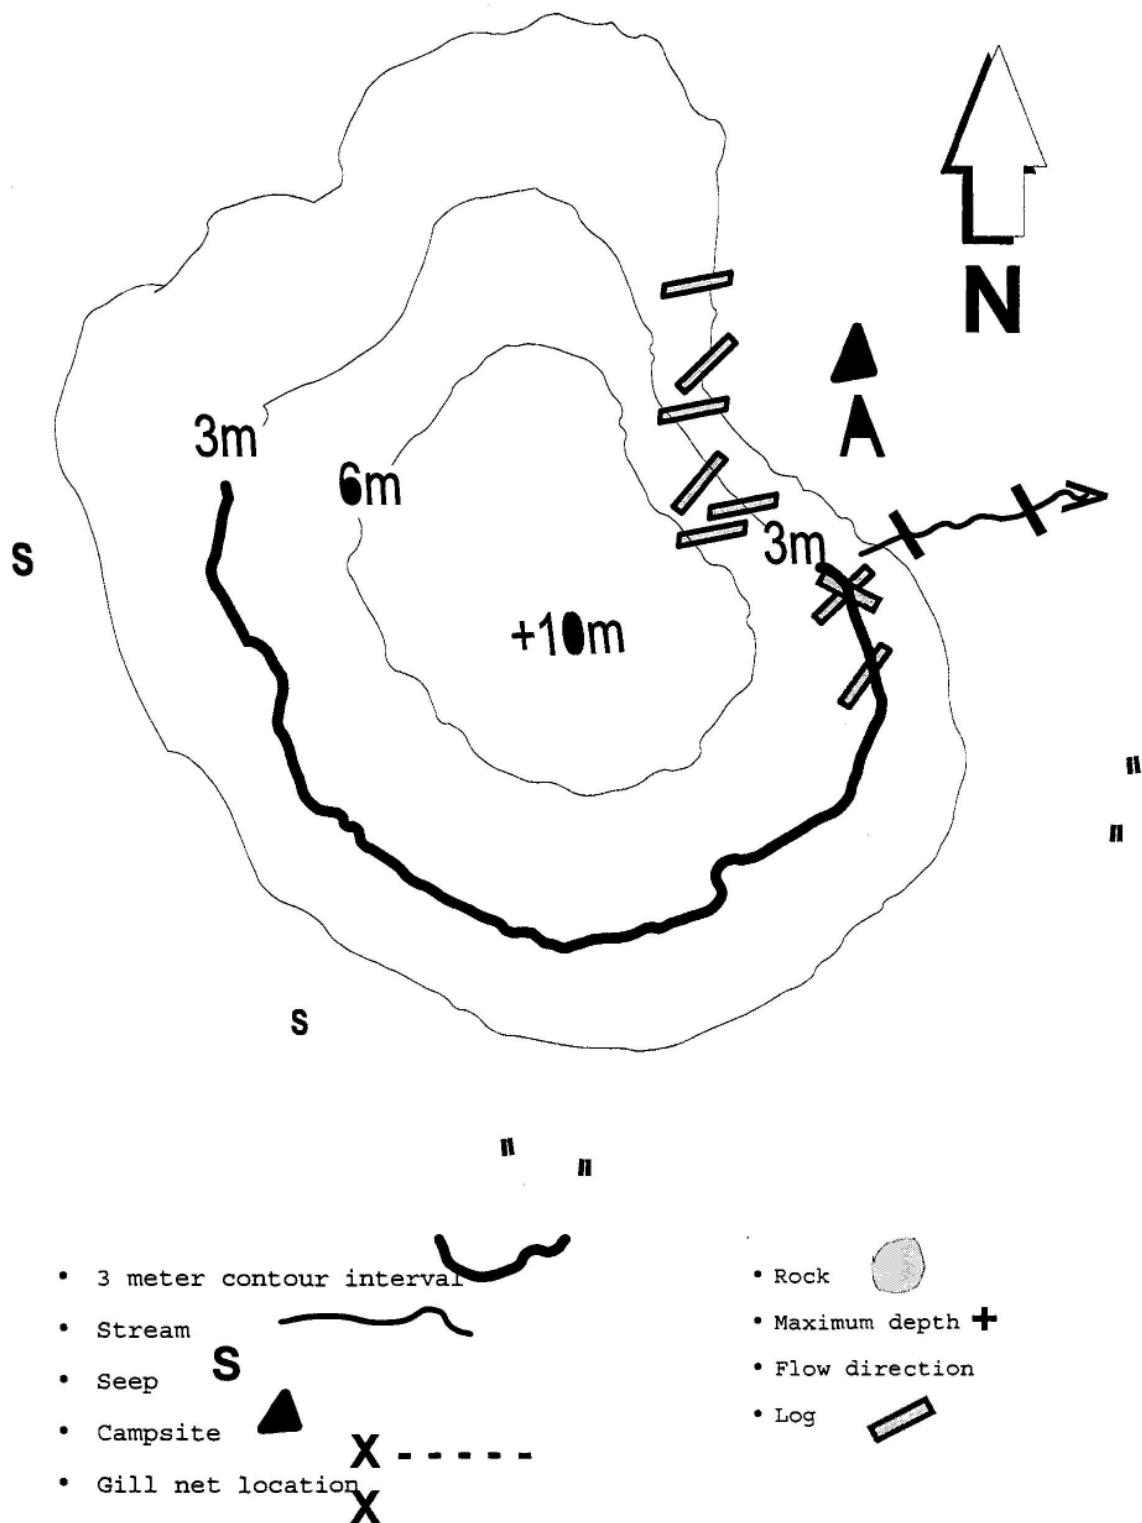 N
A
3m
6m
3m
S
+10m
S
• 3 meter contour interval
• Stream
• Seep S
• Campsite
• Gill net location X - - - - - X
• Rock
• Maximum depth +
• Flow direction
• Log